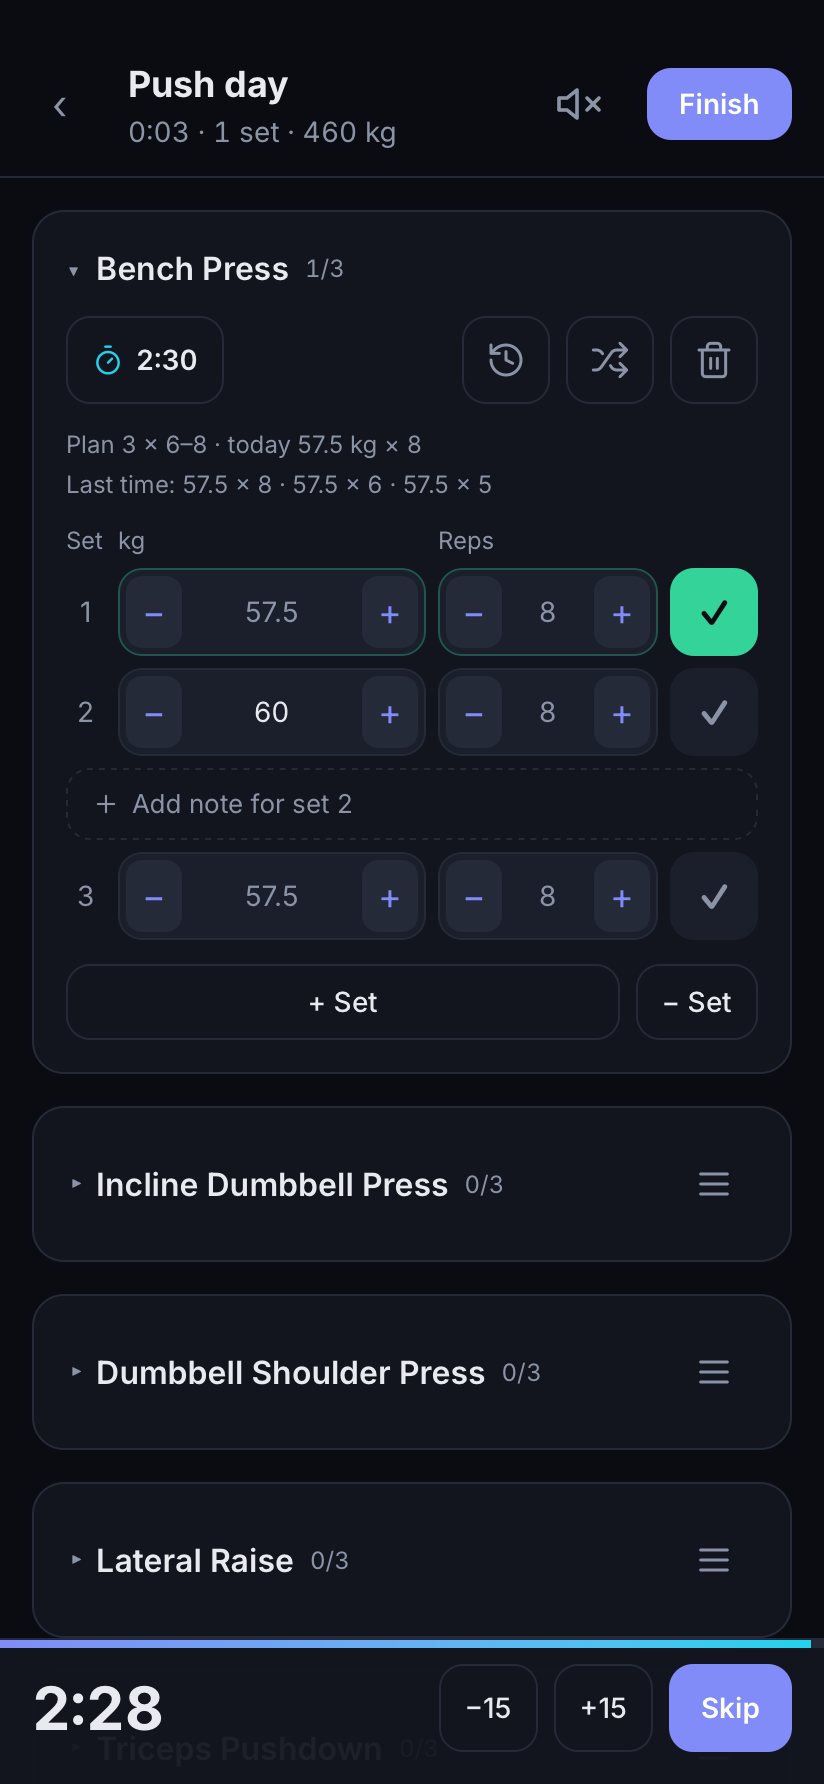 Push day
0:03 · 1 set · 460 kg
Finish
Bench Press 1/3
2:30
Plan 3 × 6–8 · today 57.5 kg × 8
Last time: 57.5 × 8 · 57.5 × 6 · 57.5 × 5
Set kg Reps
1 − 57.5 + − 8 +
2 − 60 + − 8 +
+ Add note for set 2
3 − 57.5 + − 8 +
+ Set − Set
Incline Dumbbell Press 0/3
Dumbbell Shoulder Press 0/3
Lateral Raise 0/3
2:28 −15 +15 Skip
Triceps Pushdown 0/3